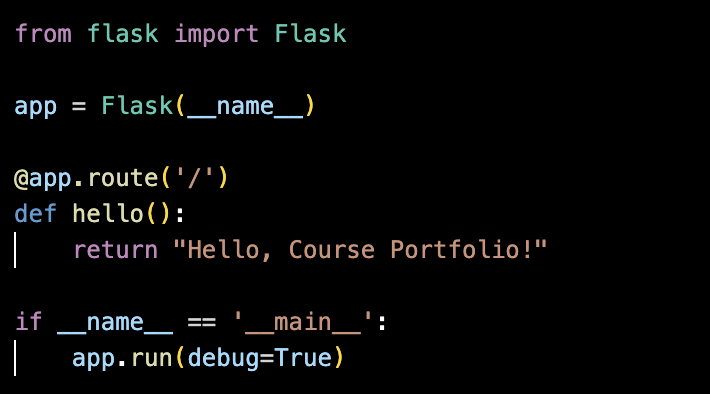 from flask import Flask
app = Flask(__name__)
@app.route('/')
def hello():
    return "Hello, Course Portfolio!"
if __name__ == '__main__':
    app.run(debug=True)